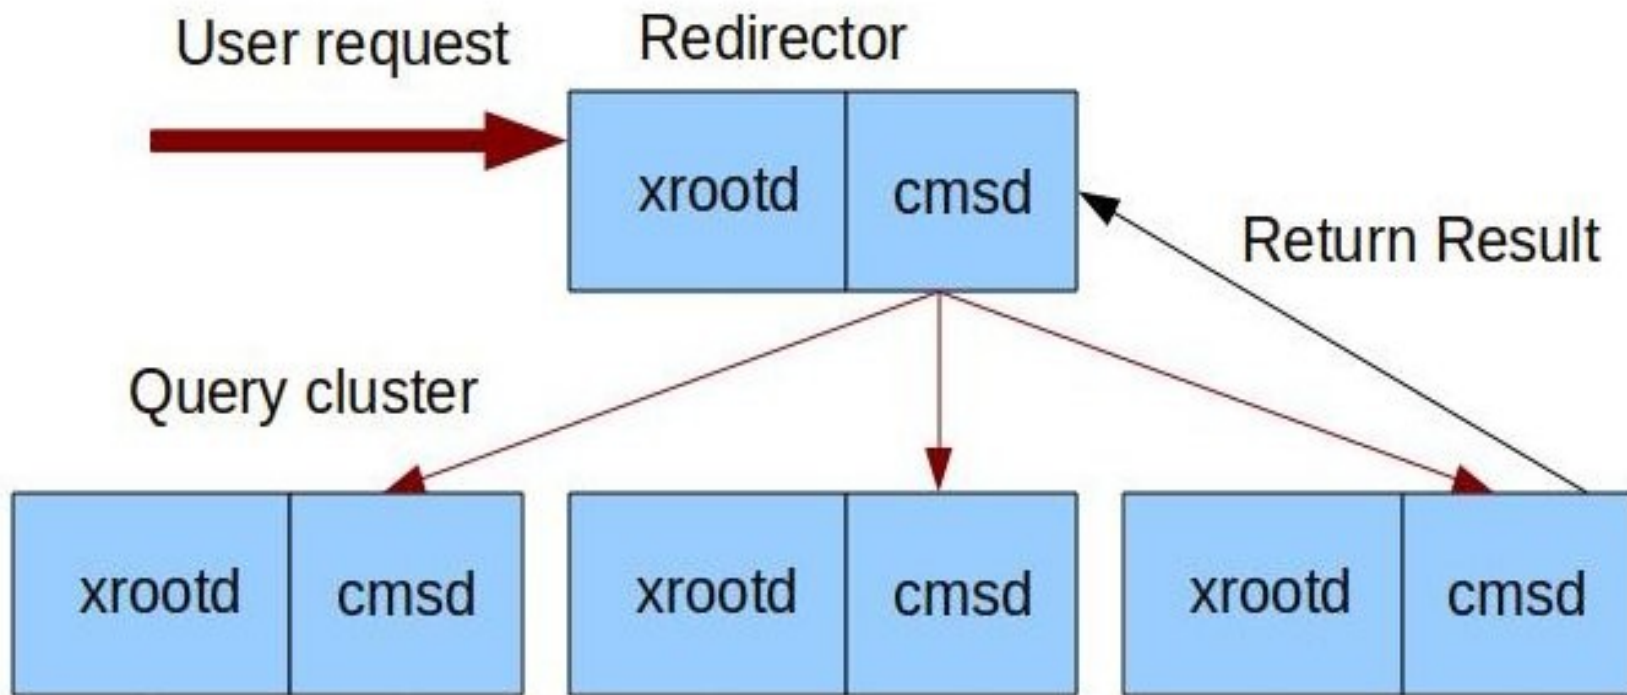 User request
Redirector
xrootd cmsd
Return Result
Query cluster
xrootd cmsd xrootd cmsd xrootd cmsd